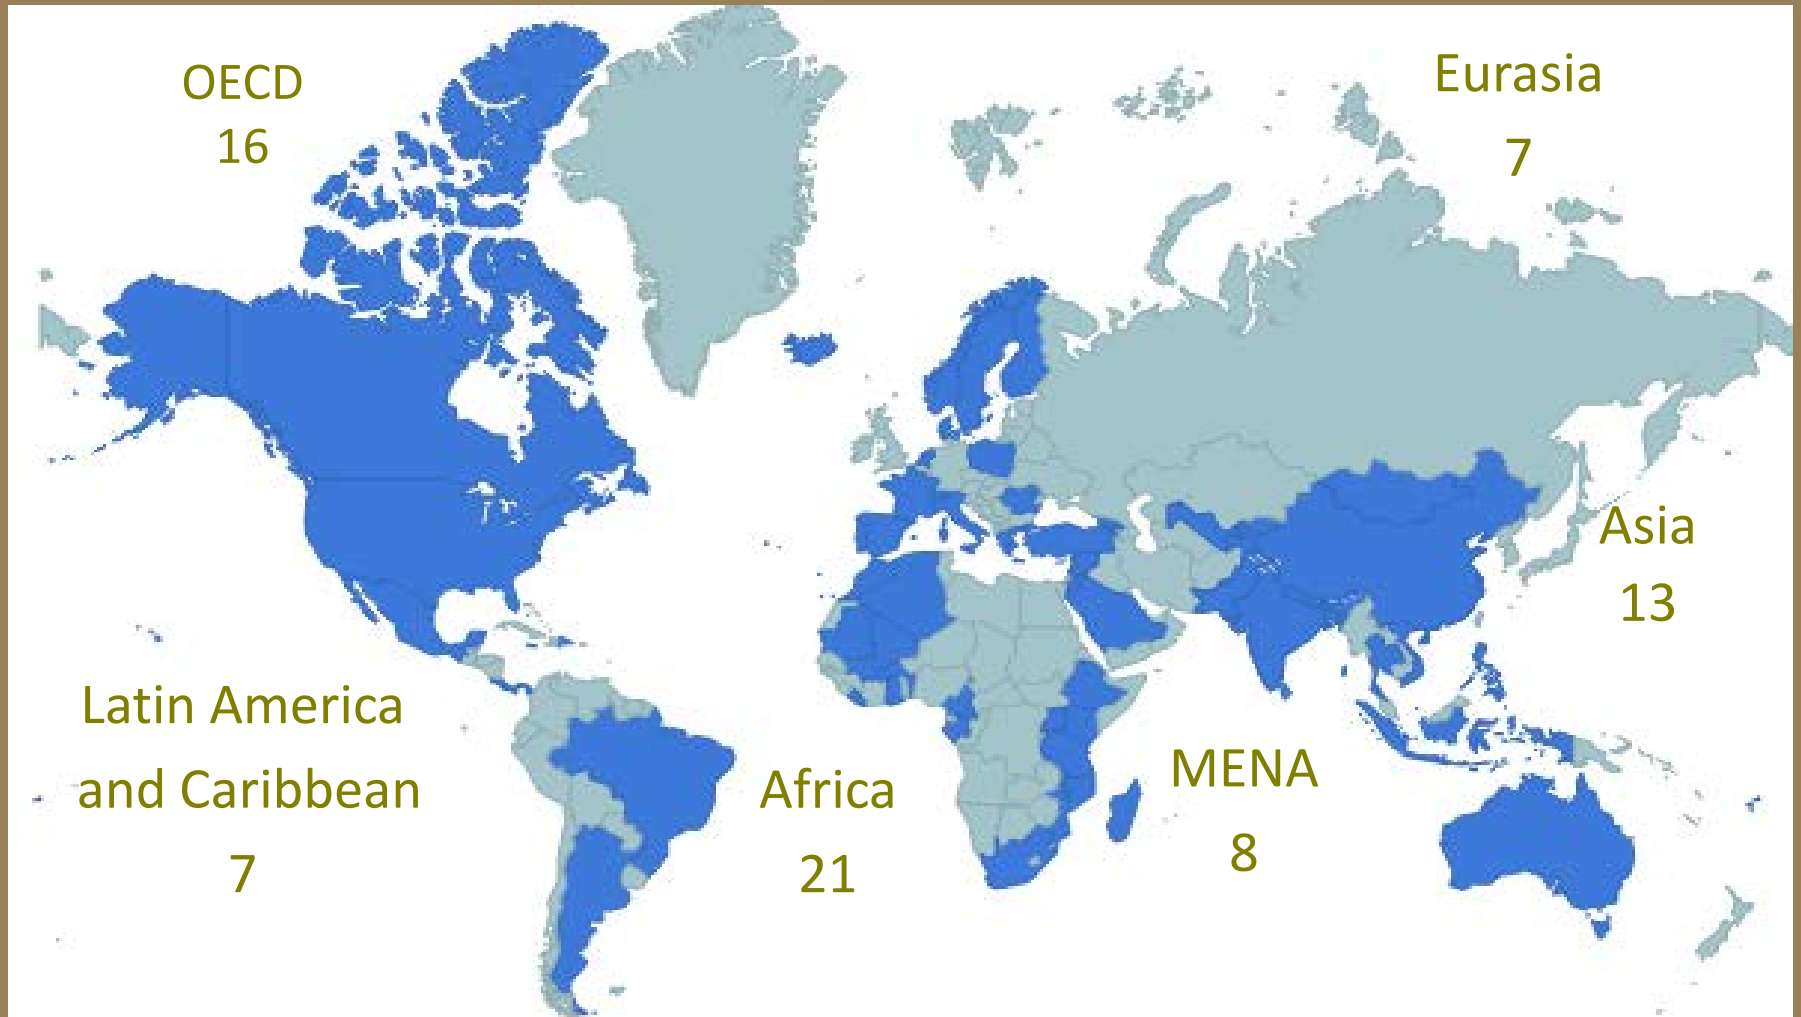 OECD
16
Eurasia
7
Asia
13
Latin America
and Caribbean
7
Africa
21
MENA
8